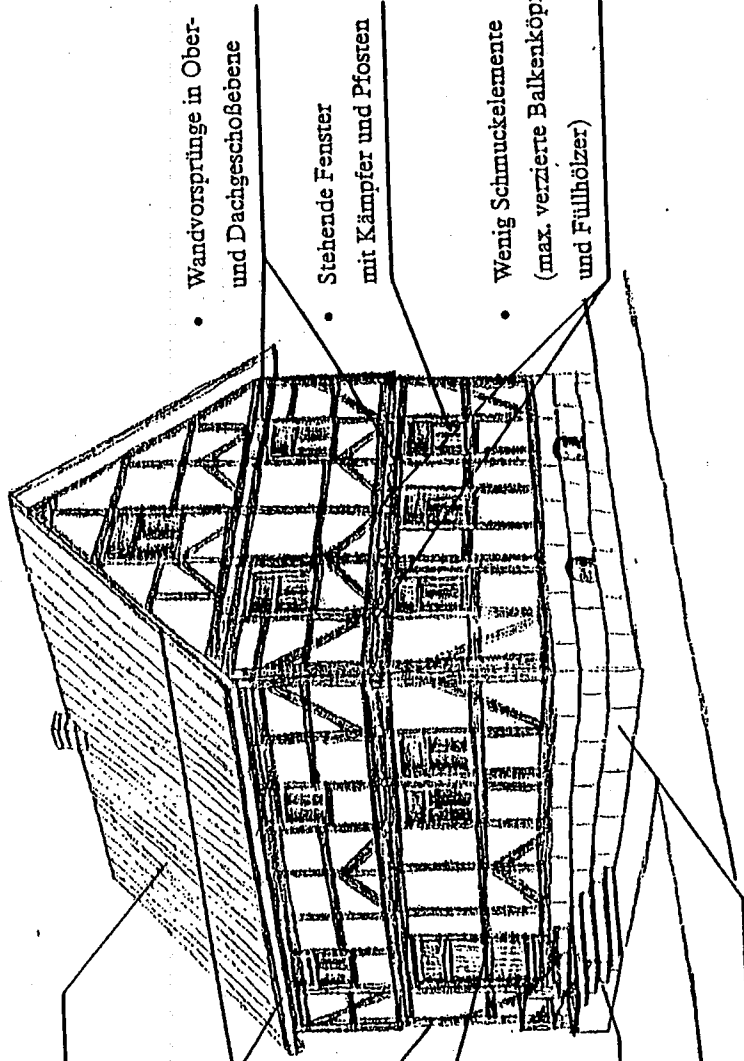 • Wandvorsprünge in Ober-
und Dachgeschoßebene
• Stehende Fenster
mit Kämpfer und Pfosten
• Wenig Schmuckelemente
(max. verzierte Balkenköp
und Füllhölzer)